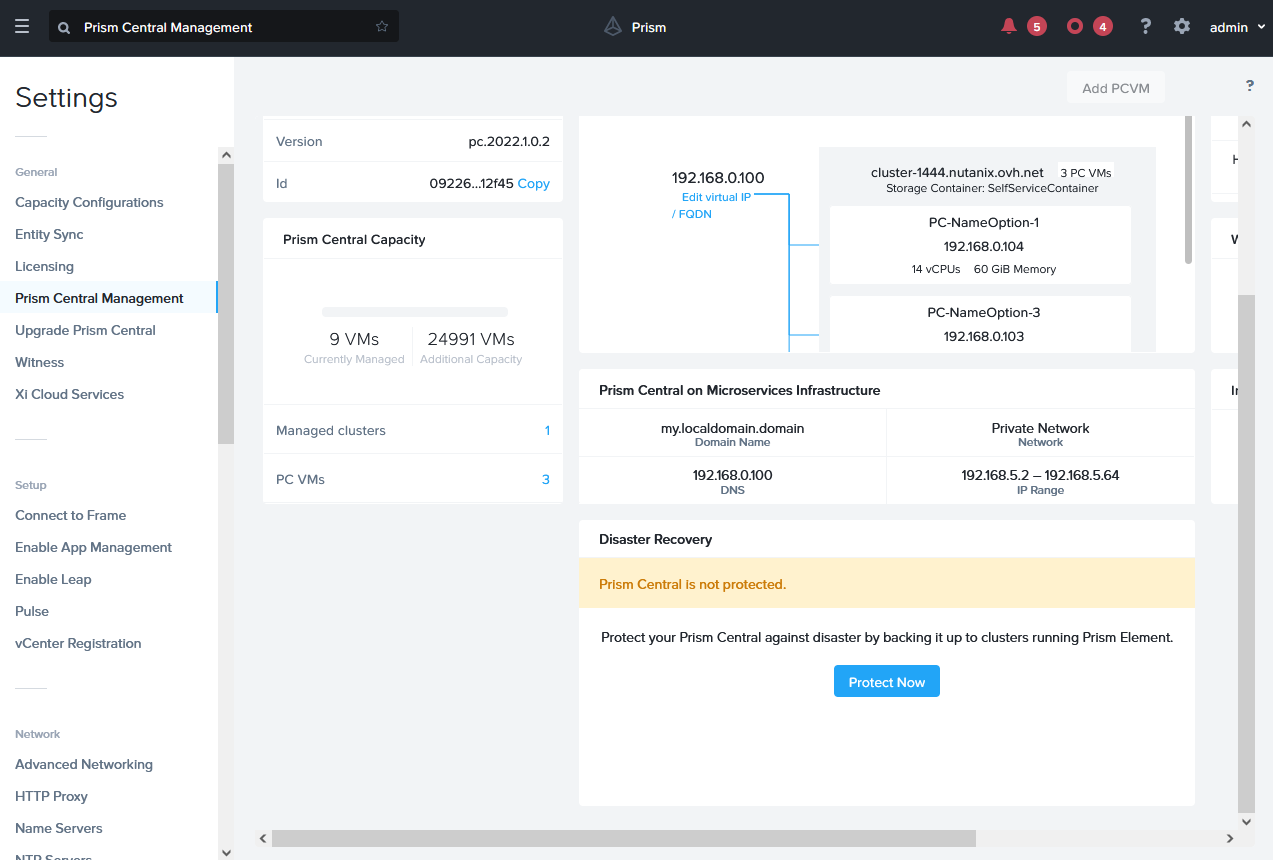 Prism Central Management
Prism
5
4
?
admin
Settings
General
Capacity Configurations
Entity Sync
Licensing
Prism Central Management
Upgrade Prism Central
Witness
Xi Cloud Services
Setup
Connect to Frame
Enable App Management
Enable Leap
Pulse
vCenter Registration
Network
Advanced Networking
HTTP Proxy
Name Servers
NTP Servers
Add PCVM
?
Version pc.2022.1.0.2
Id 09226...12f45 Copy
Prism Central Capacity
9 VMs
Currently Managed
24991 VMs
Additional Capacity
Managed clusters 1
PC VMs 3
192.168.0.100
Edit virtual IP
/ FQDN
cluster-1444.nutanix.ovh.net 3 PC VMs
Storage Container: SelfServiceContainer
PC-NameOption-1
192.168.0.104
14 vCPUs 60 GiB Memory
PC-NameOption-3
192.168.0.103
Prism Central on Microservices Infrastructure
my.localdomain.domain
Domain Name
Private Network
Network
192.168.0.100
DNS
192.168.5.2 – 192.168.5.64
IP Range
Disaster Recovery
Prism Central is not protected.
Protect your Prism Central against disaster by backing it up to clusters running Prism Element.
Protect Now